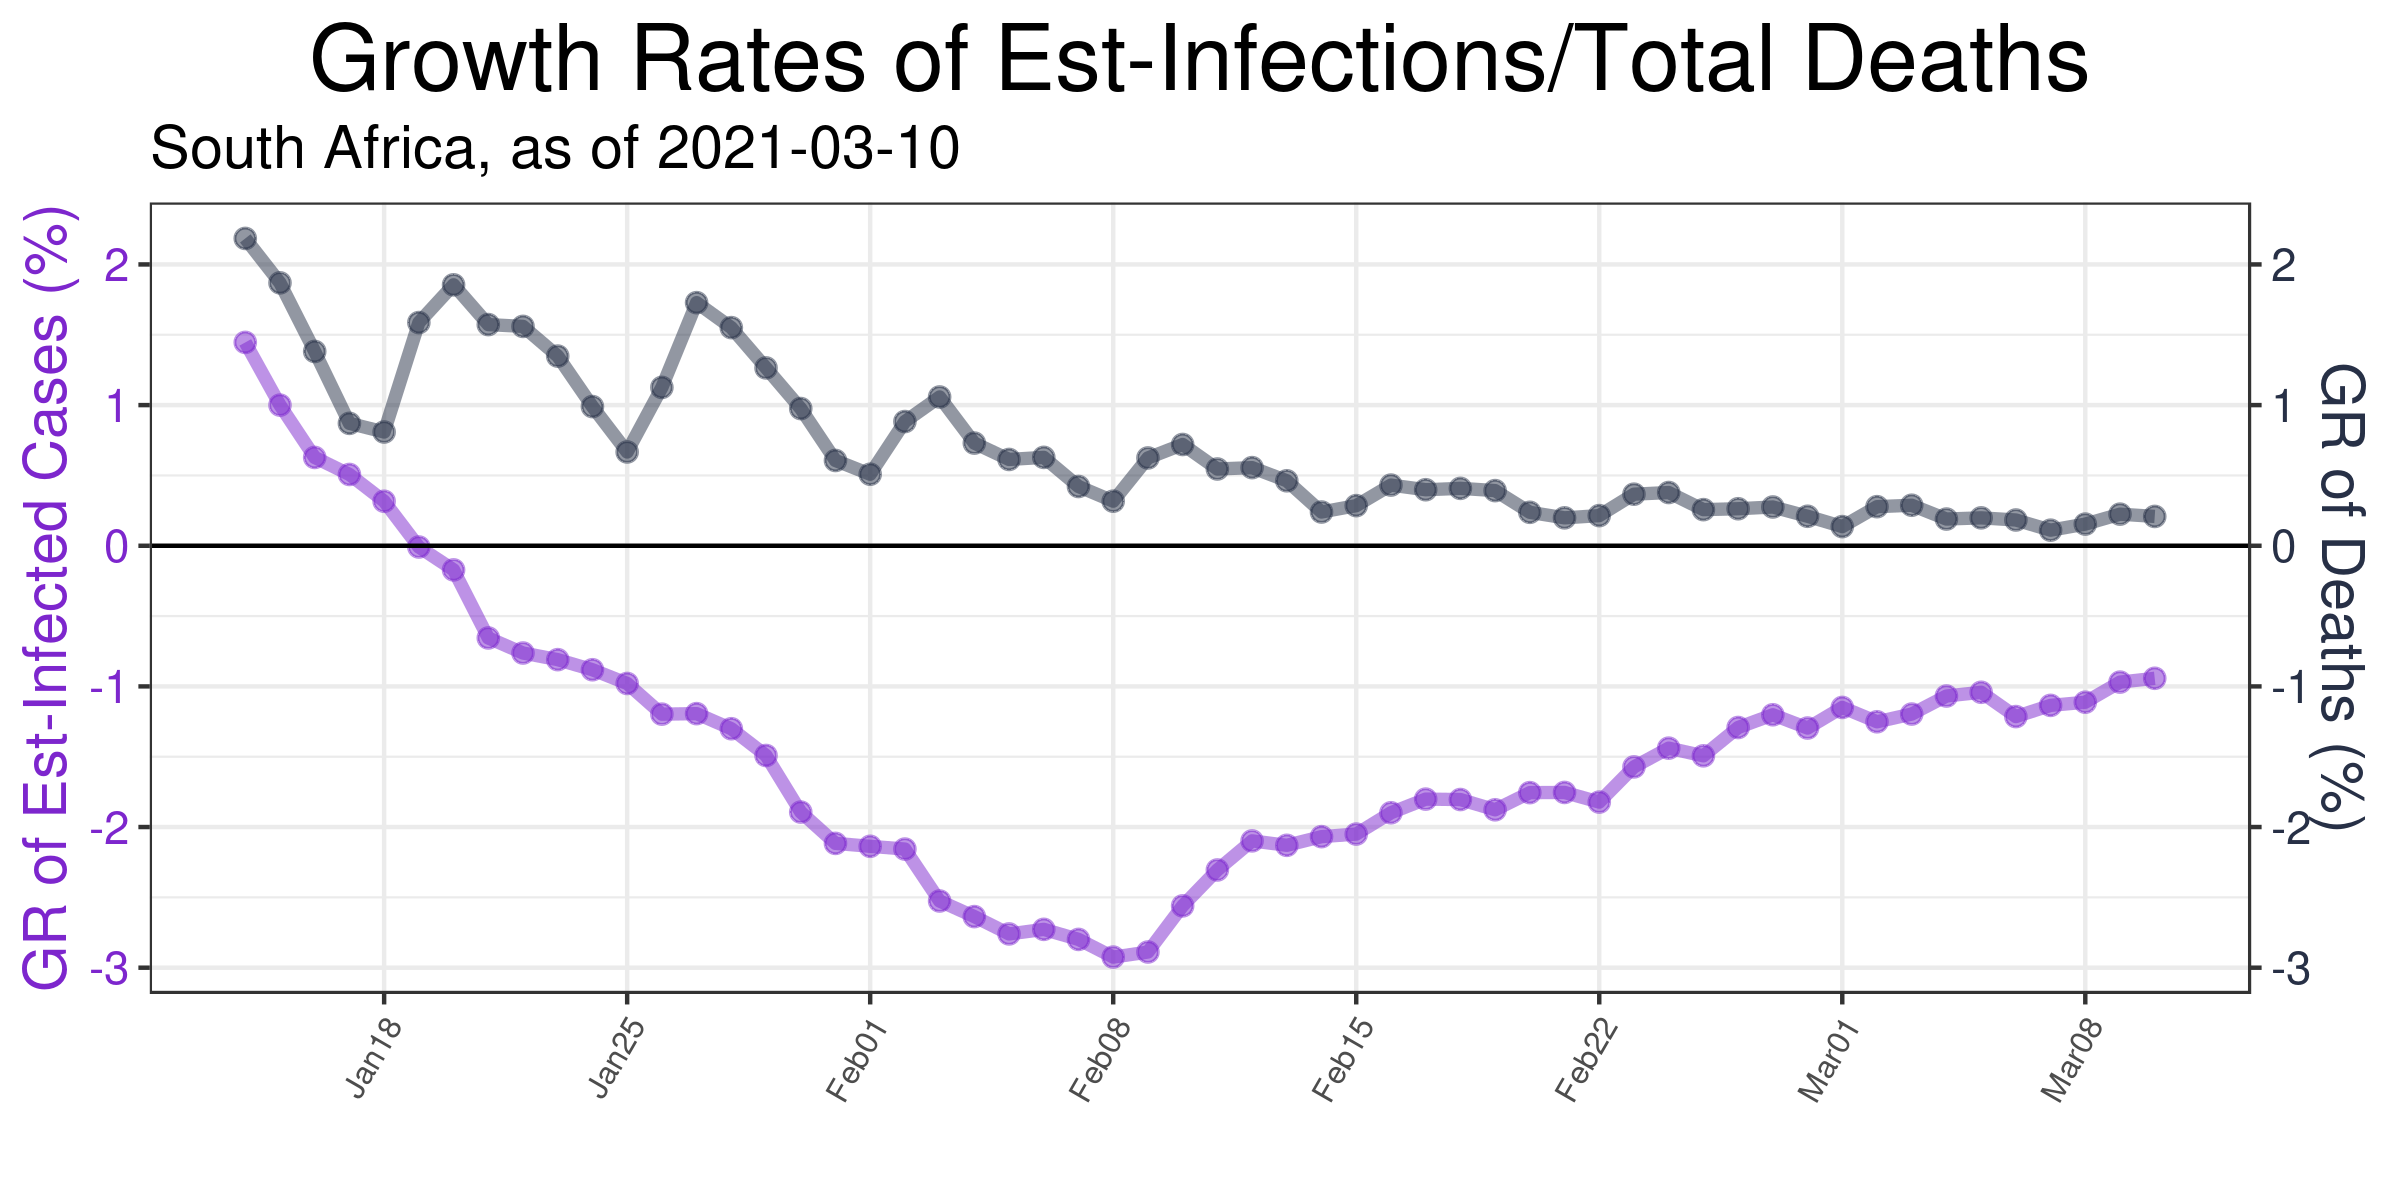 Growth Rates of Est-Infections/Total Deaths
South Africa, as of 2021-03-10
GR of Est-Infected Cases (%)
2
1
0
-1
-2
-3
2
1
0
-1
-2
-3
GR of Deaths (%)
Jan18
Jan25
Feb01
Feb08
Feb15
Feb22
Mar01
Mar08